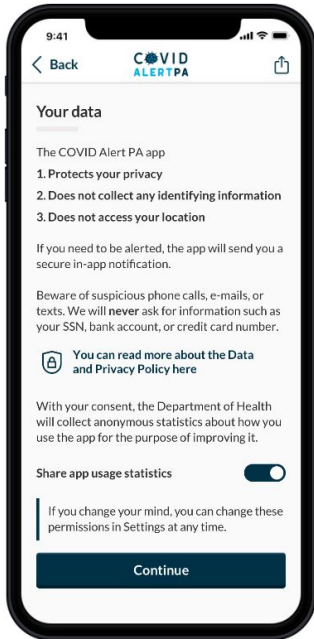 9:41
Back
COVID
ALERTPA
Your data
The COVID Alert PA app
1. Protects your privacy
2. Does not collect any identifying information
3. Does not access your location
If you need to be alerted, the app will send you a
secure in-app notification.
Beware of suspicious phone calls, e-mails, or
texts. We will never ask for information such as
your SSN, bank account, or credit card number.
You can read more about the Data
and Privacy Policy here
With your consent, the Department of Health
will collect anonymous statistics about how you
use the app for the purpose of improving it.
Share app usage statistics
If you change your mind, you can change these
permissions in Settings at any time.
Continue